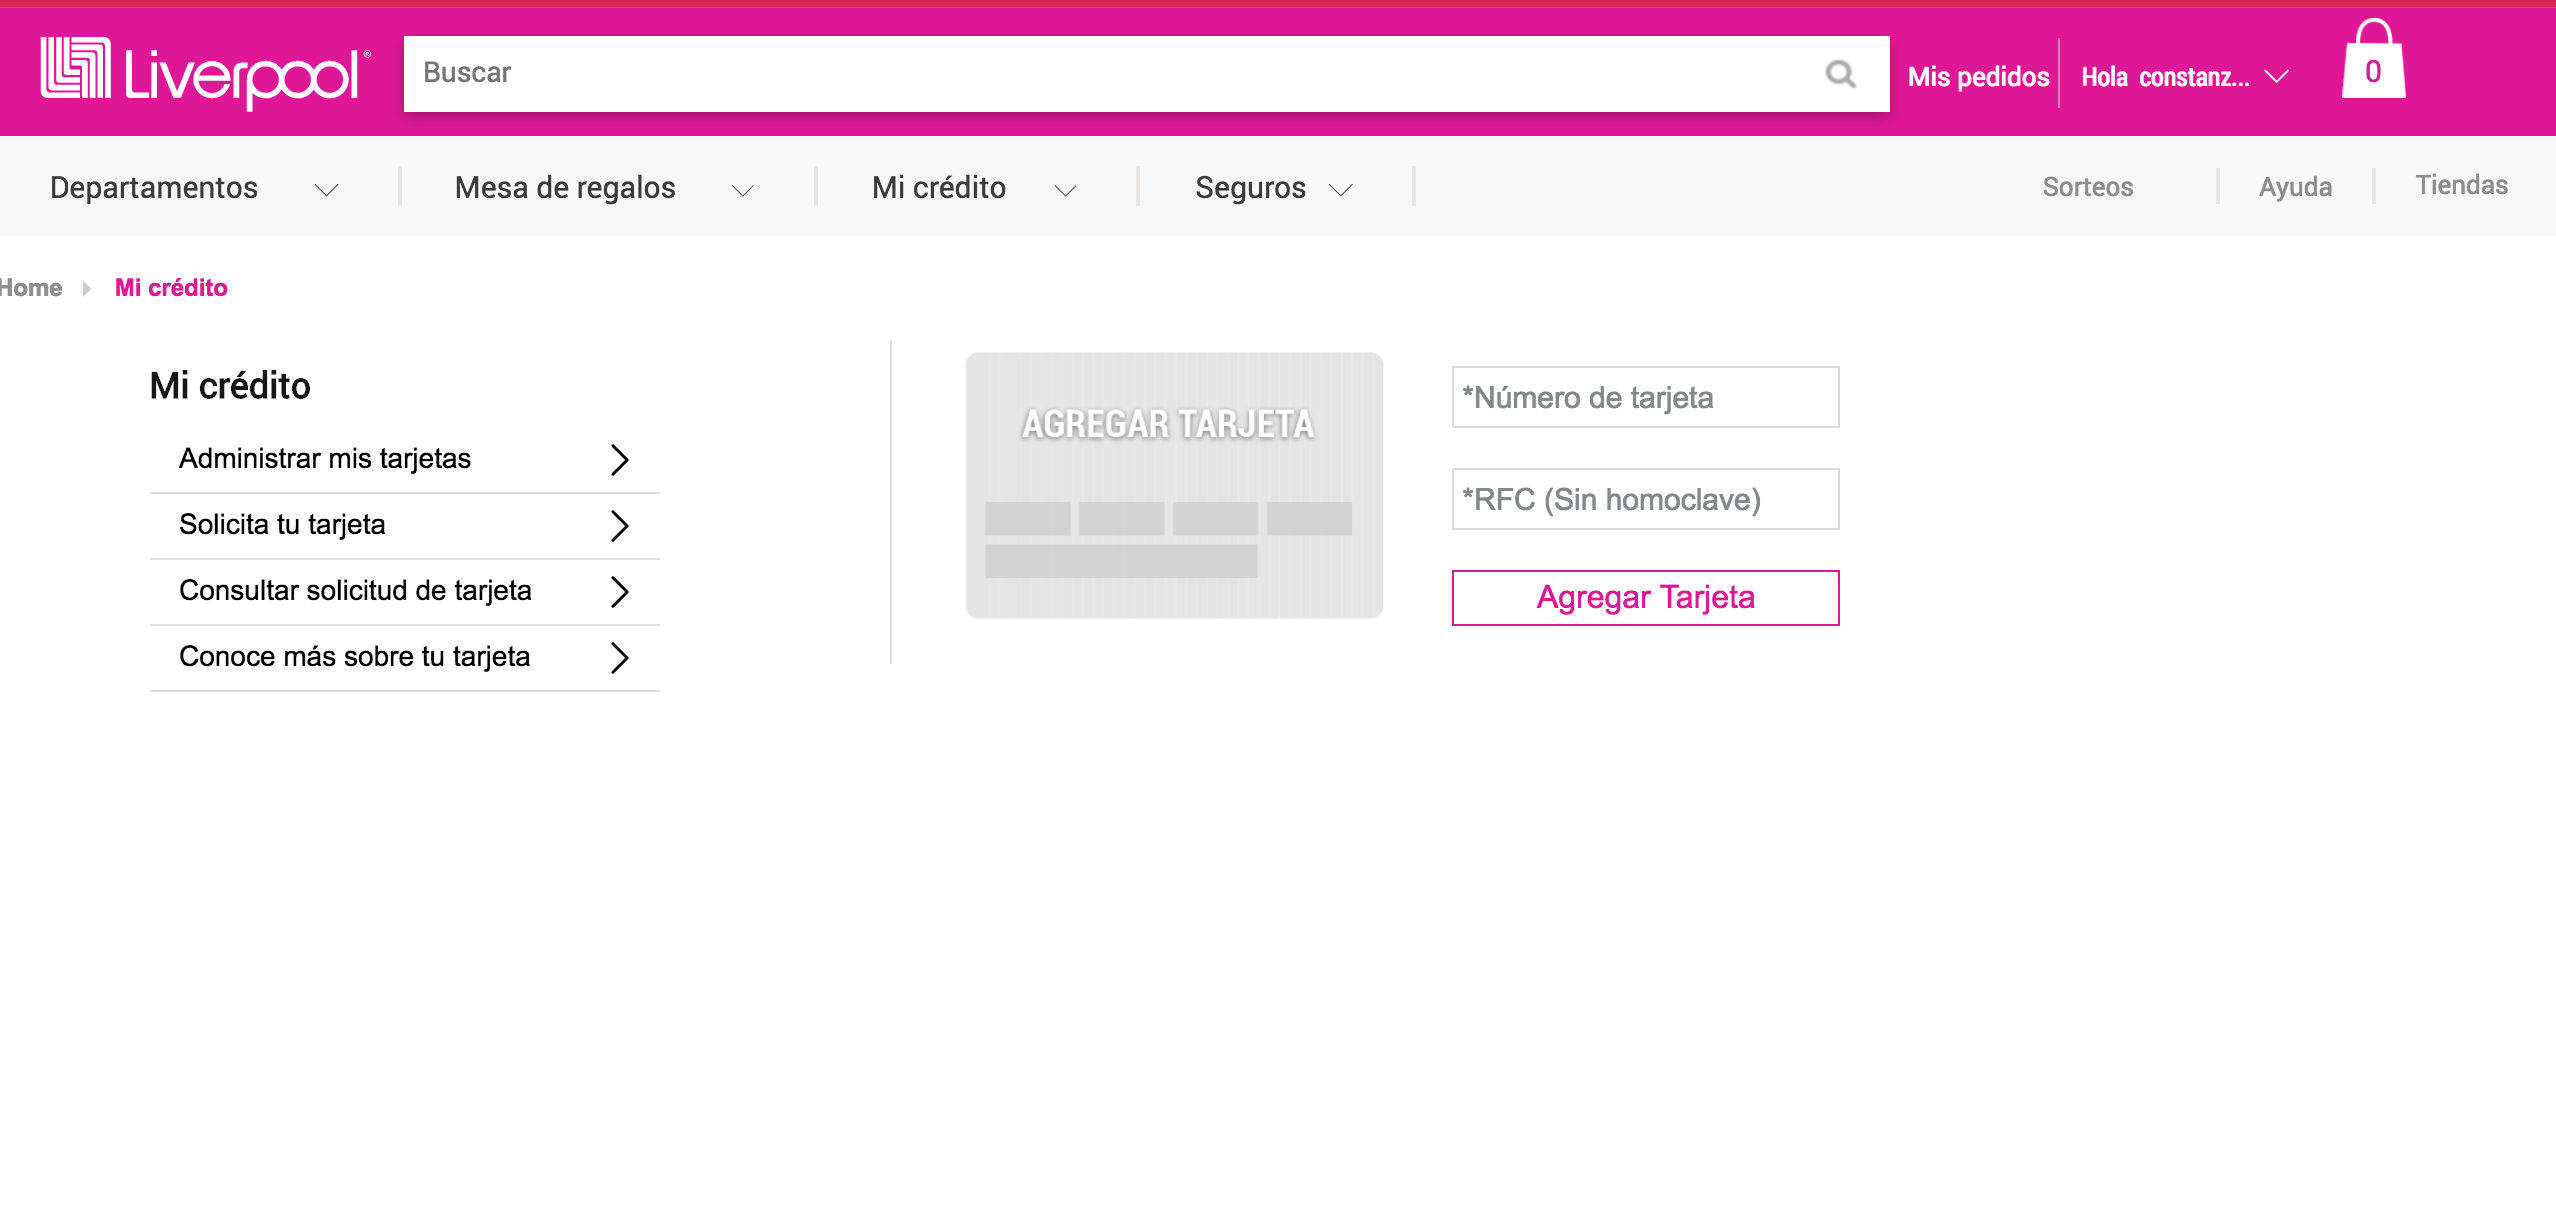 Liverpool®
Buscar
Mis pedidos
Hola constanz...
0
Departamentos
Mesa de regalos
Mi crédito
Seguros
Sorteos
Ayuda
Tiendas
Home
Mi crédito
Mi crédito
Administrar mis tarjetas
Solicita tu tarjeta
Consultar solicitud de tarjeta
Conoce más sobre tu tarjeta
AGREGAR TARJETA
*Número de tarjeta
*RFC (Sin homoclave)
Agregar Tarjeta